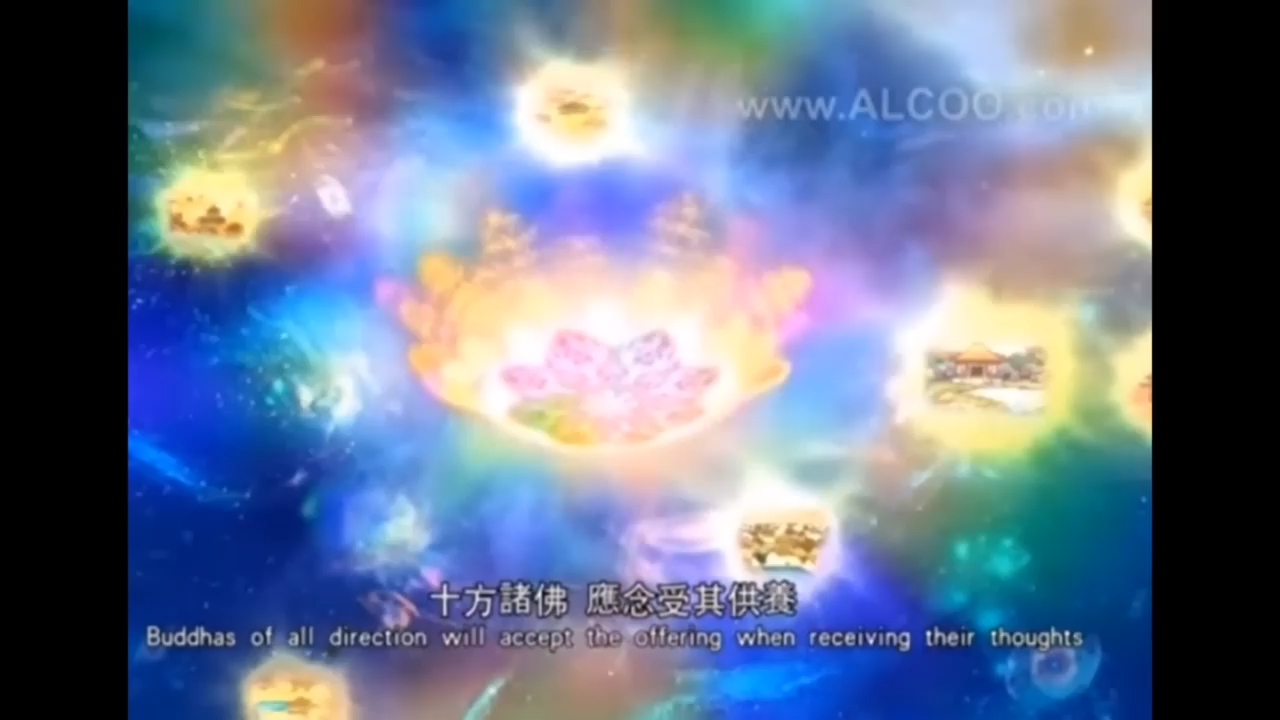 www.ALCOO.com
十方諸佛 應念受其供養
Buddhas of all direction will accept the offering when receiving their thoughts